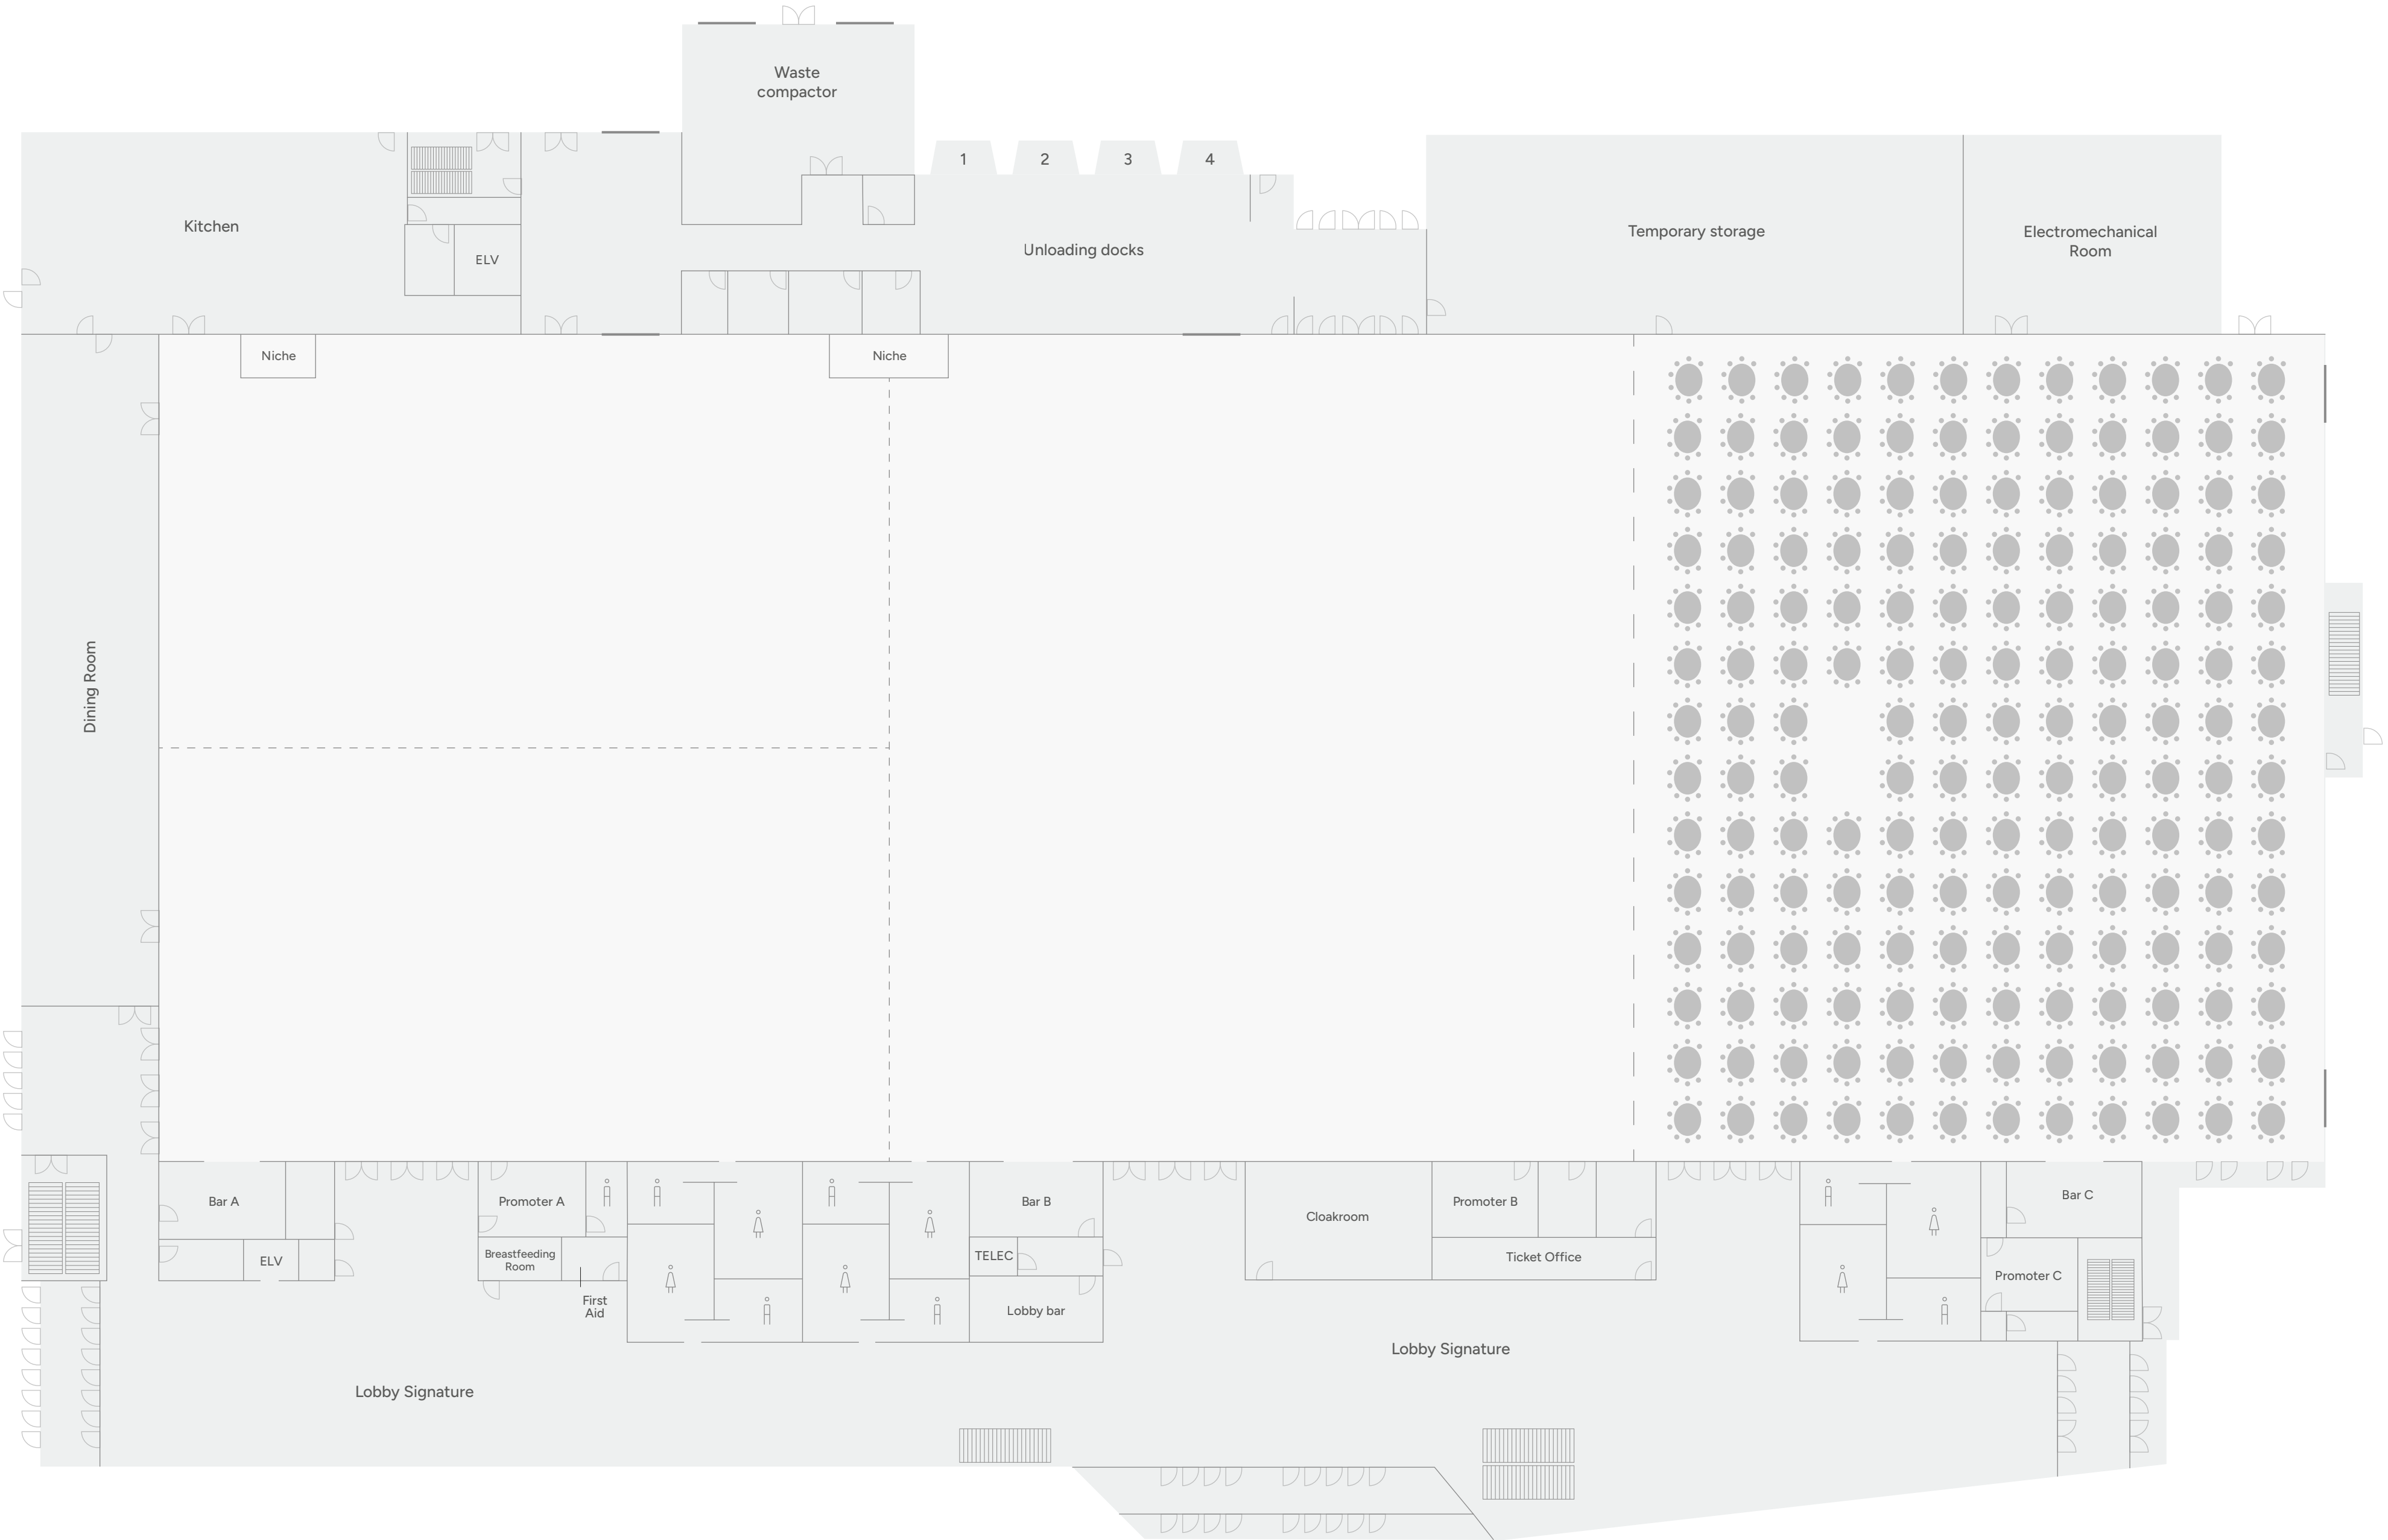 Waste
compactor
1
2
3
4
Kitchen
ELV
Unloading docks
Temporary storage
Electromechanical
Room
Niche
Niche
Dining Room
Bar A
ELV
Promoter A
Breastfeeding
Room
First
Aid
Bar B
TELEC
Lobby bar
Cloakroom
Promoter B
Ticket Office
Bar C
Promoter C
Lobby Signature
Lobby Signature